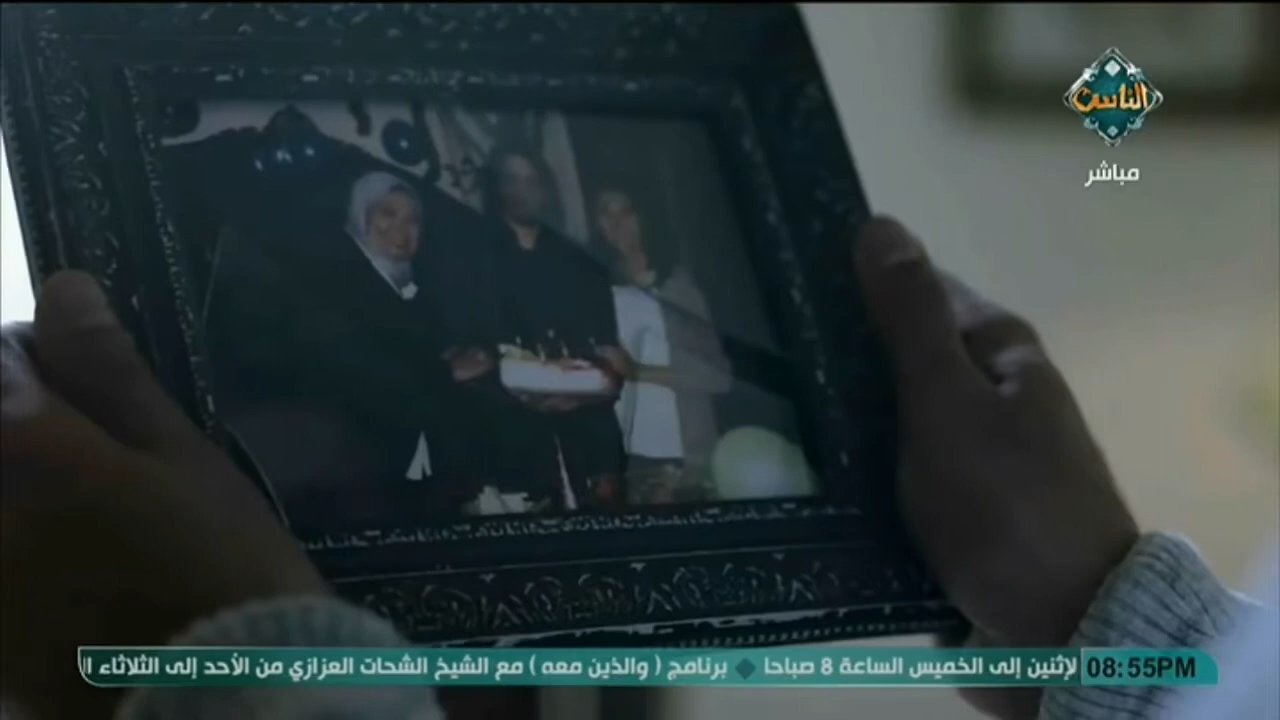 الناس
مباشر
لإثنين إلى الخميس الساعة 8 صباحا ◆ برنامج ( والذين معه ) مع الشيخ الشحات العزازي من الأحد إلى الثلاثاء ال
08:55PM